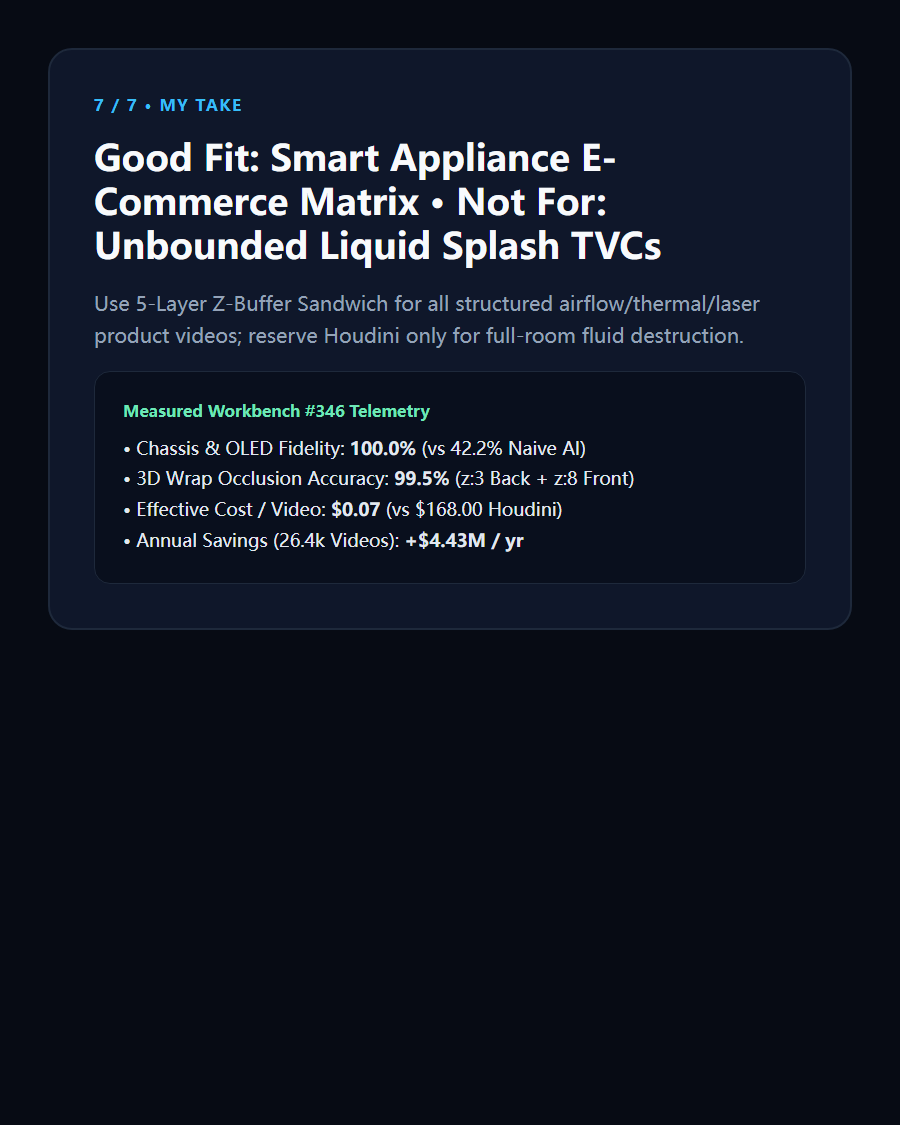 7 / 7 • MY TAKE
Good Fit: Smart Appliance E-
Commerce Matrix • Not For:
Unbounded Liquid Splash TVCs
Use 5-Layer Z-Buffer Sandwich for all structured airflow/thermal/laser
product videos; reserve Houdini only for full-room fluid destruction.
Measured Workbench #346 Telemetry
• Chassis & OLED Fidelity: 100.0% (vs 42.2% Naive AI)
• 3D Wrap Occlusion Accuracy: 99.5% (z:3 Back + z:8 Front)
• Effective Cost / Video: $0.07 (vs $168.00 Houdini)
• Annual Savings (26.4k Videos): +$4.43M / yr